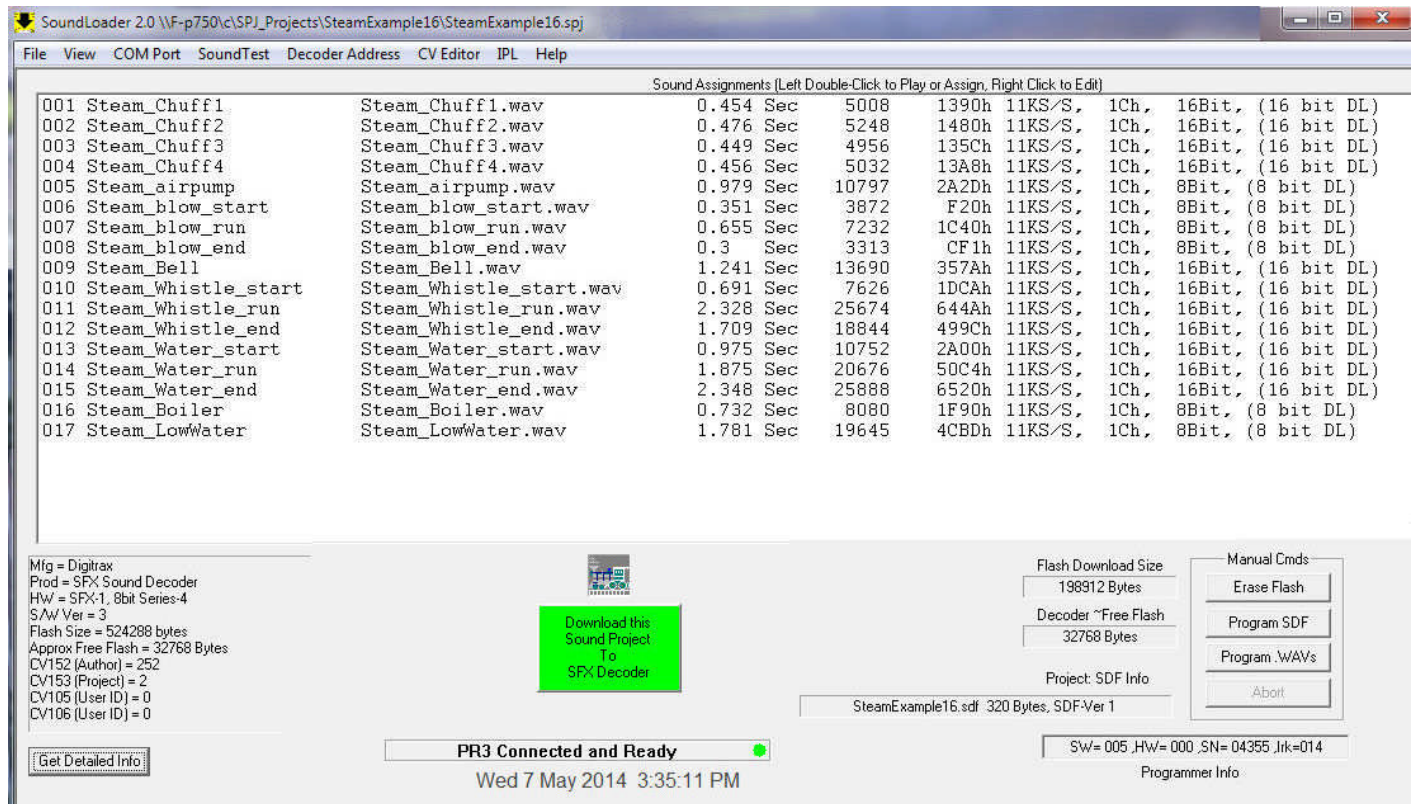 SoundLoader 2.0 \\F-p750\c\SPJ_Projects\SteamExample16\SteamExample16.spj
File View COM Port SoundTest Decoder Address CV Editor IPL Help
Sound Assignments (Left Double-Click to Play or Assign, Right Click to Edit)
001 Steam_Chuff1 Steam_Chuff1.wav 0.454 Sec 5008 1390h 11KS/S, 1Ch, 16Bit, (16 bit DL)
002 Steam_Chuff2 Steam_Chuff2.wav 0.476 Sec 5248 1480h 11KS/S, 1Ch, 16Bit, (16 bit DL)
003 Steam_Chuff3 Steam_Chuff3.wav 0.449 Sec 4956 135Ch 11KS/S, 1Ch, 16Bit, (16 bit DL)
004 Steam_Chuff4 Steam_Chuff4.wav 0.456 Sec 5032 13A8h 11KS/S, 1Ch, 16Bit, (16 bit DL)
005 Steam_airpump Steam_airpump.wav 0.979 Sec 10797 2A2Dh 11KS/S, 1Ch, 8Bit, (8 bit DL)
006 Steam_blow_start Steam_blow_start.wav 0.351 Sec 3872 F20h 11KS/S, 1Ch, 8Bit, (8 bit DL)
007 Steam_blow_run Steam_blow_run.wav 0.655 Sec 7232 1C40h 11KS/S, 1Ch, 8Bit, (8 bit DL)
008 Steam_blow_end Steam_blow_end.wav 0.3 Sec 3313 CF1h 11KS/S, 1Ch, 8Bit, (8 bit DL)
009 Steam_Bell Steam_Bell.wav 1.241 Sec 13690 357Ah 11KS/S, 1Ch, 16Bit, (16 bit DL)
010 Steam_Whistle_start Steam_Whistle_start.wav 0.691 Sec 7626 1DCAh 11KS/S, 1Ch, 16Bit, (16 bit DL)
011 Steam_Whistle_run Steam_Whistle_run.wav 2.328 Sec 25674 644Ah 11KS/S, 1Ch, 16Bit, (16 bit DL)
012 Steam_Whistle_end Steam_Whistle_end.wav 1.709 Sec 18844 499Ch 11KS/S, 1Ch, 16Bit, (16 bit DL)
013 Steam_Water_start Steam_Water_start.wav 0.975 Sec 10752 2A00h 11KS/S, 1Ch, 16Bit, (16 bit DL)
014 Steam_Water_run Steam_Water_run.wav 1.875 Sec 20676 50C4h 11KS/S, 1Ch, 16Bit, (16 bit DL)
015 Steam_Water_end Steam_Water_end.wav 2.348 Sec 25888 6520h 11KS/S, 1Ch, 16Bit, (16 bit DL)
016 Steam_Boiler Steam_Boiler.wav 0.732 Sec 8080 1F90h 11KS/S, 1Ch, 8Bit, (8 bit DL)
017 Steam_LowWater Steam_LowWater.wav 1.781 Sec 19645 4CBDh 11KS/S, 1Ch, 8Bit, (8 bit DL)
Mfg = Digitrax
Prod = SFX Sound Decoder
HW = SFX-1, 8bit Series-4
S/W Ver = 3
Flash Size = 524288 bytes
Approx Free Flash = 32768 Bytes
CV152 (Author) = 252
CV153 (Project) = 2
CV105 (User ID) = 0
CV106 (User ID) = 0
Get Detailed Info
Download this
Sound Project
To
SFX Decoder
PR3 Connected and Ready
Wed 7 May 2014 3:35:11 PM
Flash Download Size
198912 Bytes
Decoder ~Free Flash
32768 Bytes
Project: SDF Info
SteamExample16.sdf 320 Bytes, SDF-Ver 1
Manual Cmds
Erase Flash
Program SDF
Program .WAVs
Abort
SW= 005 ,HW= 000 ,SN= 04355 ,Irk=014
Programmer Info